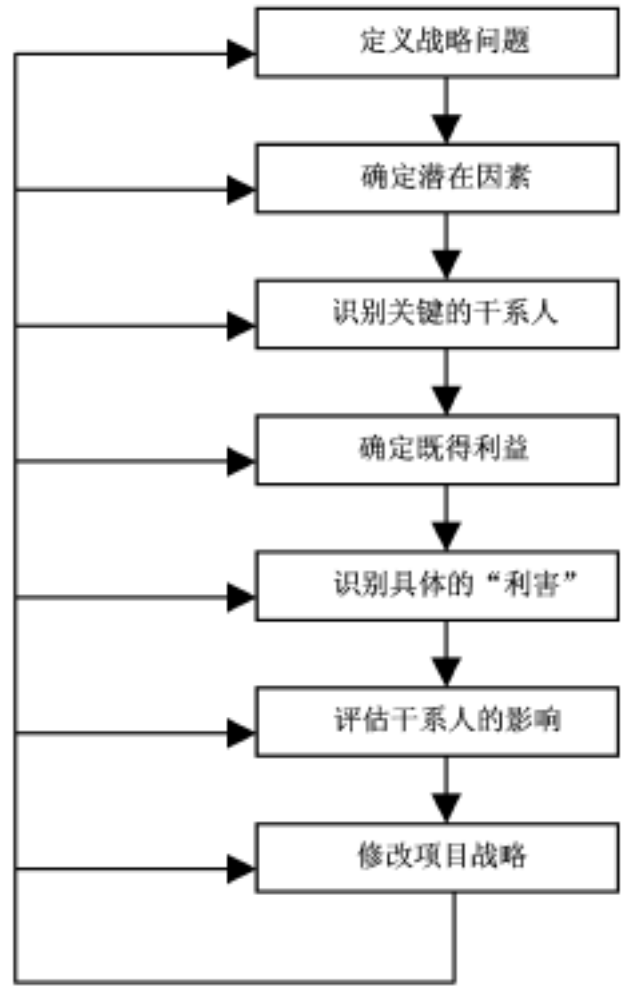 定义战略问题
确定潜在因素
识别关键的干系人
确定既得利益
识别具体的“利害”
评估干系人的影响
修改项目战略